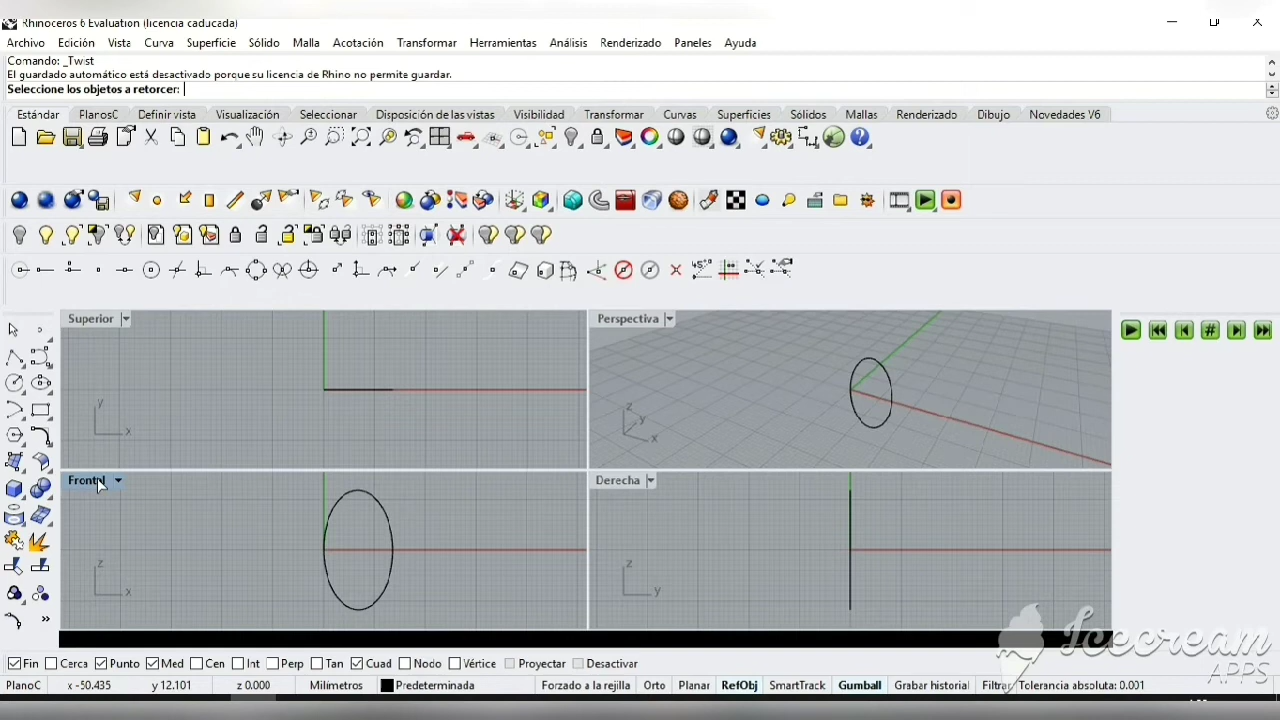 Rhinoceros 6 Evaluation (licencia caducada)
Archivo Edición Vista Curva Superficie Sólido Malla Acotación Transformar Herramientas Análisis Renderizado Paneles Ayuda
Comando: _Twist
El guardado automático está desactivado porque su licencia de Rhino no permite guardar.
Seleccione los objetos a retorcer:
Estándar PlanosC Definir vista Visualización Seleccionar Disposición de las vistas Visibilidad Transformar Curvas Superficies Sólidos Mallas Renderizado Dibujo Novedades V6
Superior Perspectiva
y x
z y x
Frontal Derecha
z x
z y
Fin Cerca Punto Med Cen Int Perp Tan Cuad Nodo Vértice Proyectar Desactivar
PlanoC x -50.435 y 12.101 z 0.000 Milímetros Predeterminada Forzado a la rejilla Orto Planar RefObj SmartTrack Gumball Grabar historial Filtrar Tolerancia absoluta: 0.001
Icecream
APPS